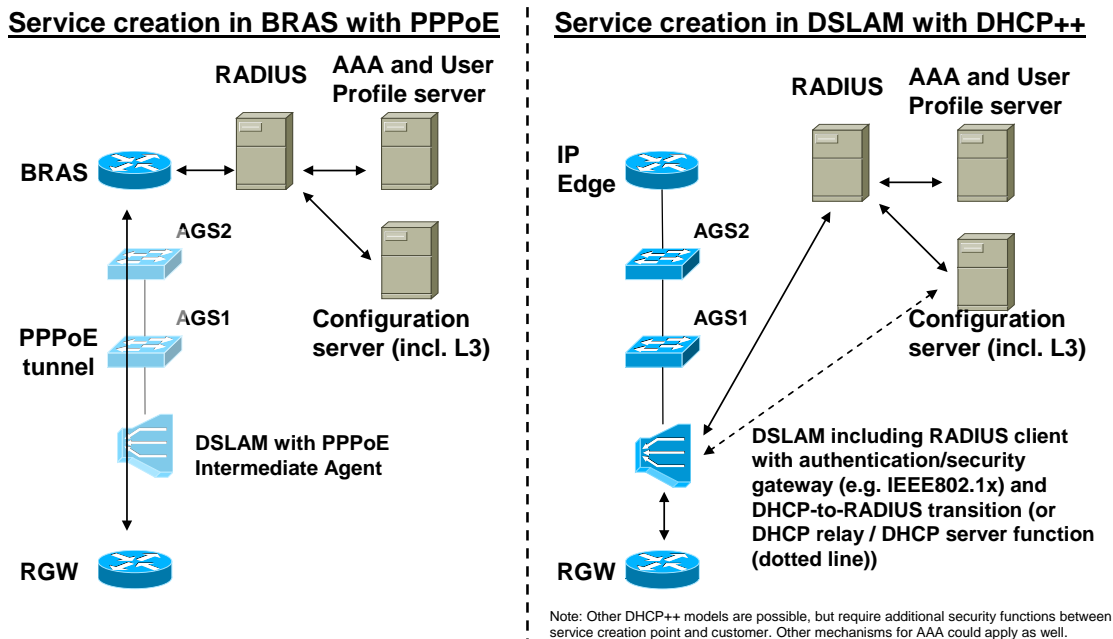 Service creation in BRAS with PPPoE
RADIUS
AAA and User
Profile server
BRAS
AGS2
AGS1
PPPoE
tunnel
Configuration
server (incl. L3)
DSLAM with PPPoE
Intermediate Agent
RGW
Service creation in DSLAM with DHCP++
RADIUS
AAA and User
Profile server
IP
Edge
AGS2
AGS1
Configuration
server (incl. L3)
DSLAM including RADIUS client
with authentication/security
gateway (e.g. IEEE802.1x) and
DHCP-to-RADIUS transition (or
DHCP relay / DHCP server function
(dotted line))
RGW
Note: Other DHCP++ models are possible, but require additional security functions between
service creation point and customer. Other mechanisms for AAA could apply as well.